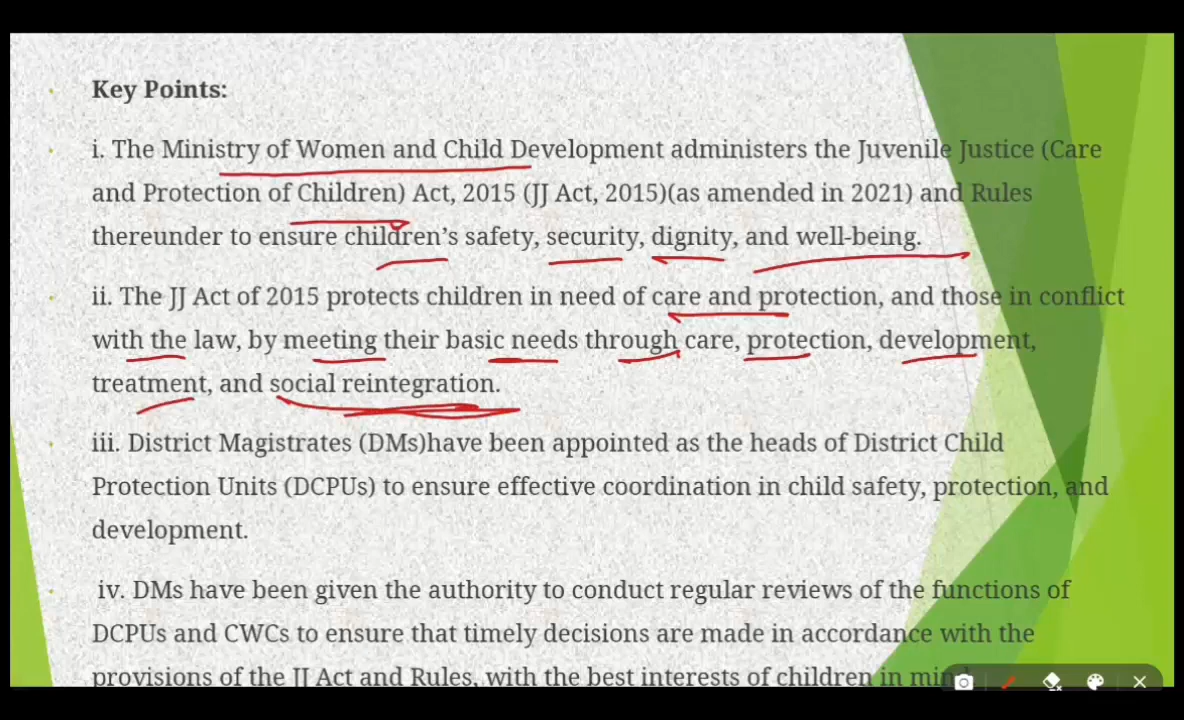 Key Points:
i. The Ministry of Women and Child Development administers the Juvenile Justice (Care
and Protection of Children) Act, 2015 (JJ Act, 2015)(as amended in 2021) and Rules
thereunder to ensure children’s safety, security, dignity, and well-being.
ii. The JJ Act of 2015 protects children in need of care and protection, and those in conflict
with the law, by meeting their basic needs through care, protection, development,
treatment, and social reintegration.
iii. District Magistrates (DMs)have been appointed as the heads of District Child
Protection Units (DCPUs) to ensure effective coordination in child safety, protection, and
development.
iv. DMs have been given the authority to conduct regular reviews of the functions of
DCPUs and CWCs to ensure that timely decisions are made in accordance with the
provisions of the JJ Act and Rules, with the best interests of children in